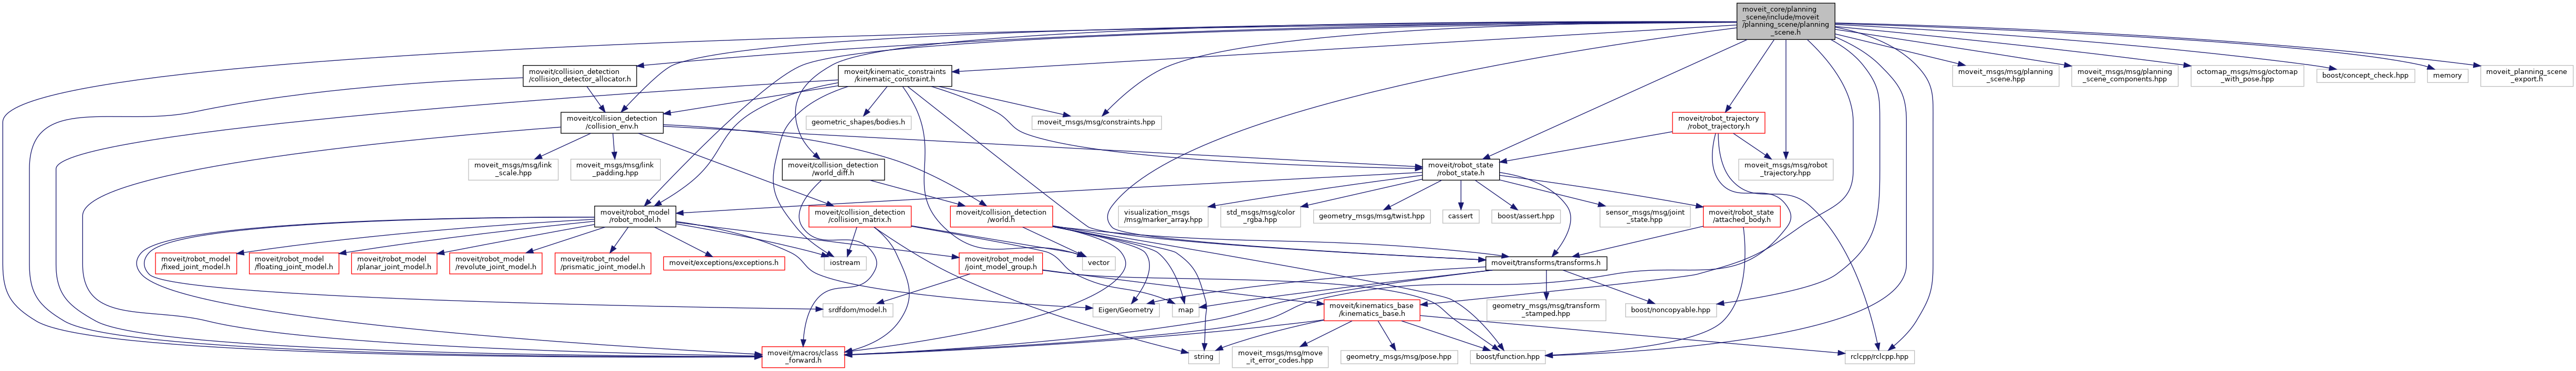 moveit_core/planning
_scene/include/moveit
/planning_scene/planning
_scene.h
moveit/collision_detection
/collision_detector_allocator.h
moveit/kinematic_constraints
/kinematic_constraint.h
moveit_msgs/msg/planning
_scene.hpp
moveit_msgs/msg/planning
_scene_components.hpp
octomap_msgs/msg/octomap
_with_pose.hpp
boost/concept_check.hpp
memory
moveit_planning_scene
_export.h
moveit/collision_detection
/collision_env.h
geometric_shapes/bodies.h
moveit_msgs/msg/constraints.hpp
moveit/robot_trajectory
/robot_trajectory.h
moveit_msgs/msg/link
_scale.hpp
moveit_msgs/msg/link
_padding.hpp
moveit/collision_detection
/world_diff.h
moveit/robot_state
/robot_state.h
moveit_msgs/msg/robot
_trajectory.hpp
moveit/robot_model
/robot_model.h
moveit/collision_detection
/collision_matrix.h
moveit/collision_detection
/world.h
visualization_msgs
/msg/marker_array.hpp
std_msgs/msg/color
_rgba.hpp
geometry_msgs/msg/twist.hpp
cassert
boost/assert.hpp
sensor_msgs/msg/joint
_state.hpp
moveit/robot_state
/attached_body.h
moveit/robot_model
/fixed_joint_model.h
moveit/robot_model
/floating_joint_model.h
moveit/robot_model
/planar_joint_model.h
moveit/robot_model
/revolute_joint_model.h
moveit/robot_model
/prismatic_joint_model.h
moveit/exceptions/exceptions.h
iostream
moveit/robot_model
/joint_model_group.h
vector
moveit/transforms/transforms.h
srdfdom/model.h
Eigen/Geometry
map
moveit/kinematics_base
/kinematics_base.h
geometry_msgs/msg/transform
_stamped.hpp
boost/noncopyable.hpp
moveit/macros/class
_forward.h
string
moveit_msgs/msg/move
_it_error_codes.hpp
geometry_msgs/msg/pose.hpp
boost/function.hpp
rclcpp/rclcpp.hpp